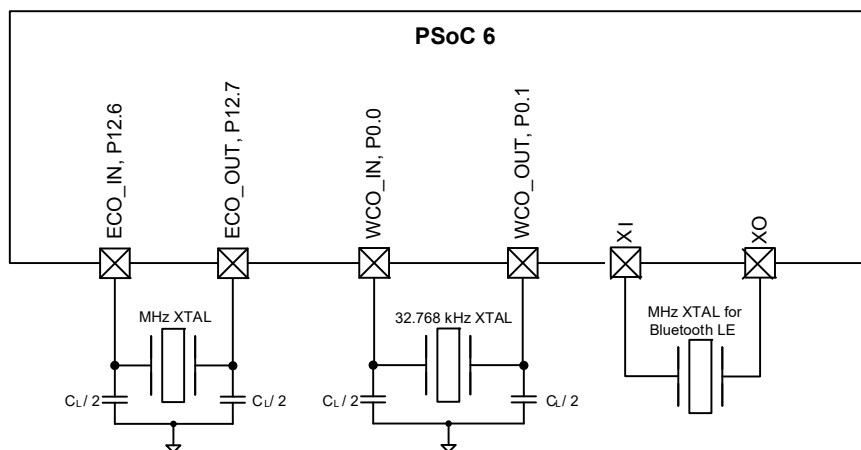 PSoC 6
ECO_IN, P12.6
ECO_OUT, P12.7
WCO_IN, P0.0
WCO_OUT, P0.1
XI
XO
MHz XTAL
32.768 kHz XTAL
MHz XTAL for
Bluetooth LE
CL/ 2
CL/ 2
CL/ 2
CL/ 2